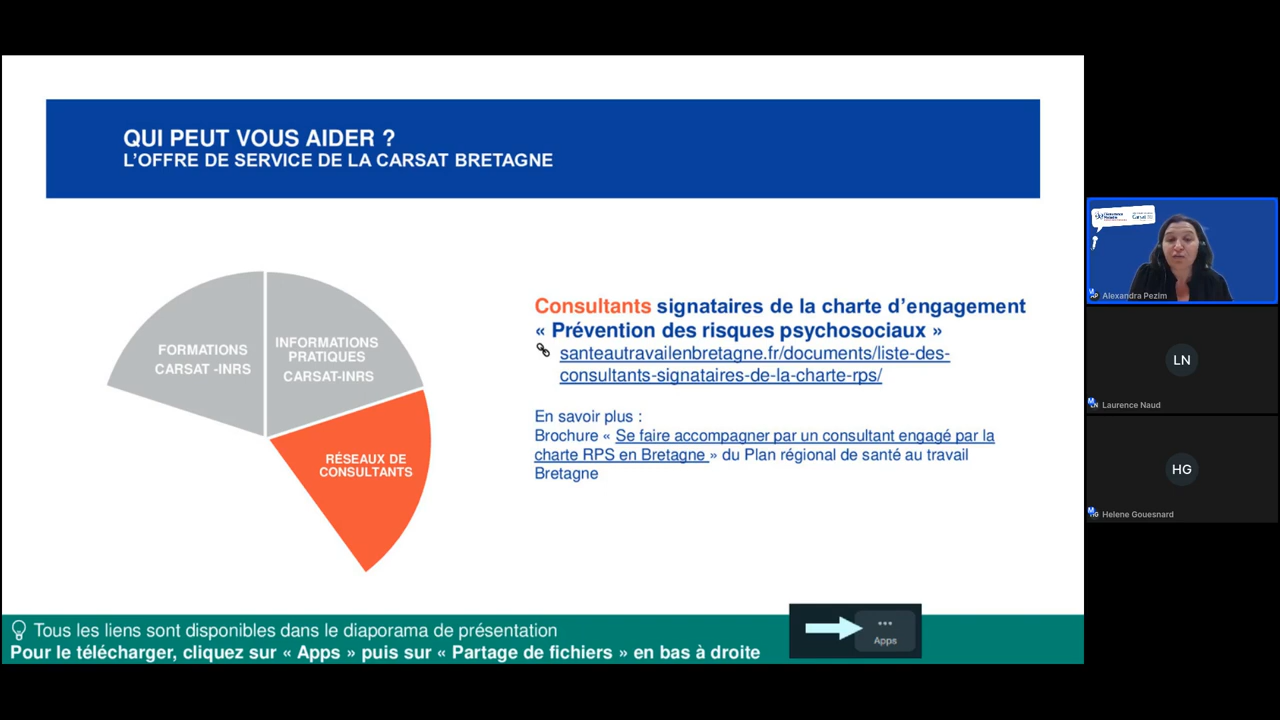 QUI PEUT VOUS AIDER ?
L'OFFRE DE SERVICE DE LA CARSAT BRETAGNE
FORMATIONS
CARSAT -INRS
INFORMATIONS
PRATIQUES
CARSAT-INRS
RÉSEAUX DE
CONSULTANTS
Consultants signataires de la charte d'engagement
« Prévention des risques psychosociaux »
santeautravailenbretagne.fr/documents/liste-des-
consultants-signataires-de-la-charte-rps/
En savoir plus :
Brochure « Se faire accompagner par un consultant engagé par la
charte RPS en Bretagne » du Plan régional de santé au travail
Bretagne
Tous les liens sont disponibles dans le diaporama de présentation
Pour le télécharger, cliquez sur « Apps » puis sur « Partage de fichiers » en bas à droite
Apps
Alexandra Pezim
LN
Laurence Naud
HG
Helene Gouesnard